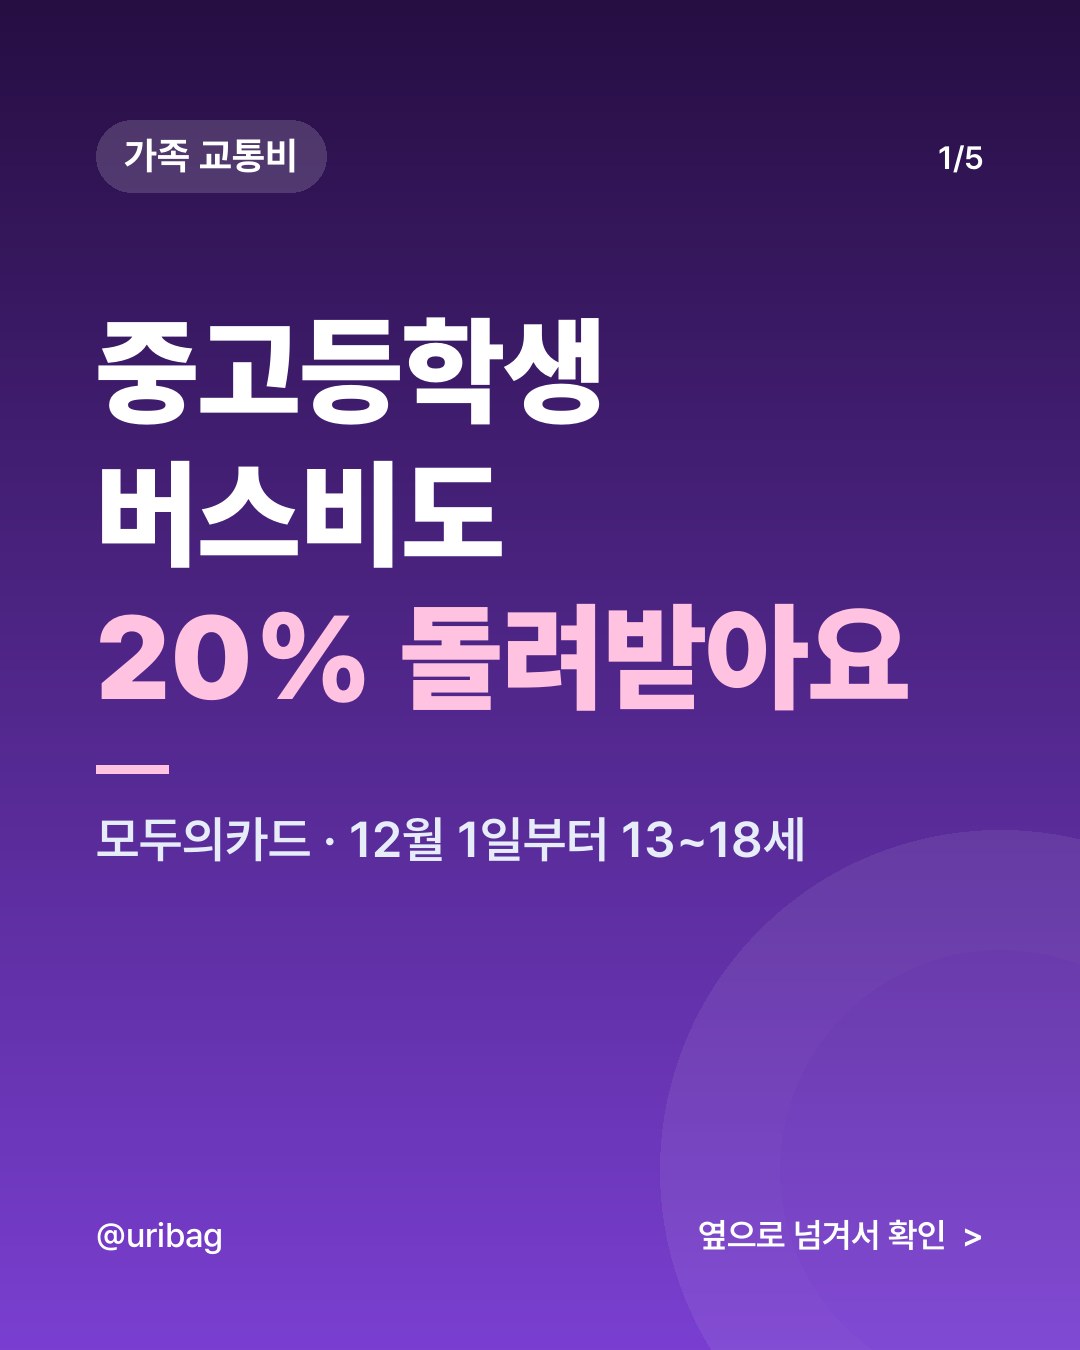 가족 교통비
1/5
중고등학생
버스비도
20% 돌려받아요
모두의카드 · 12월 1일부터 13~18세
@uribag
옆으로 넘겨서 확인 >